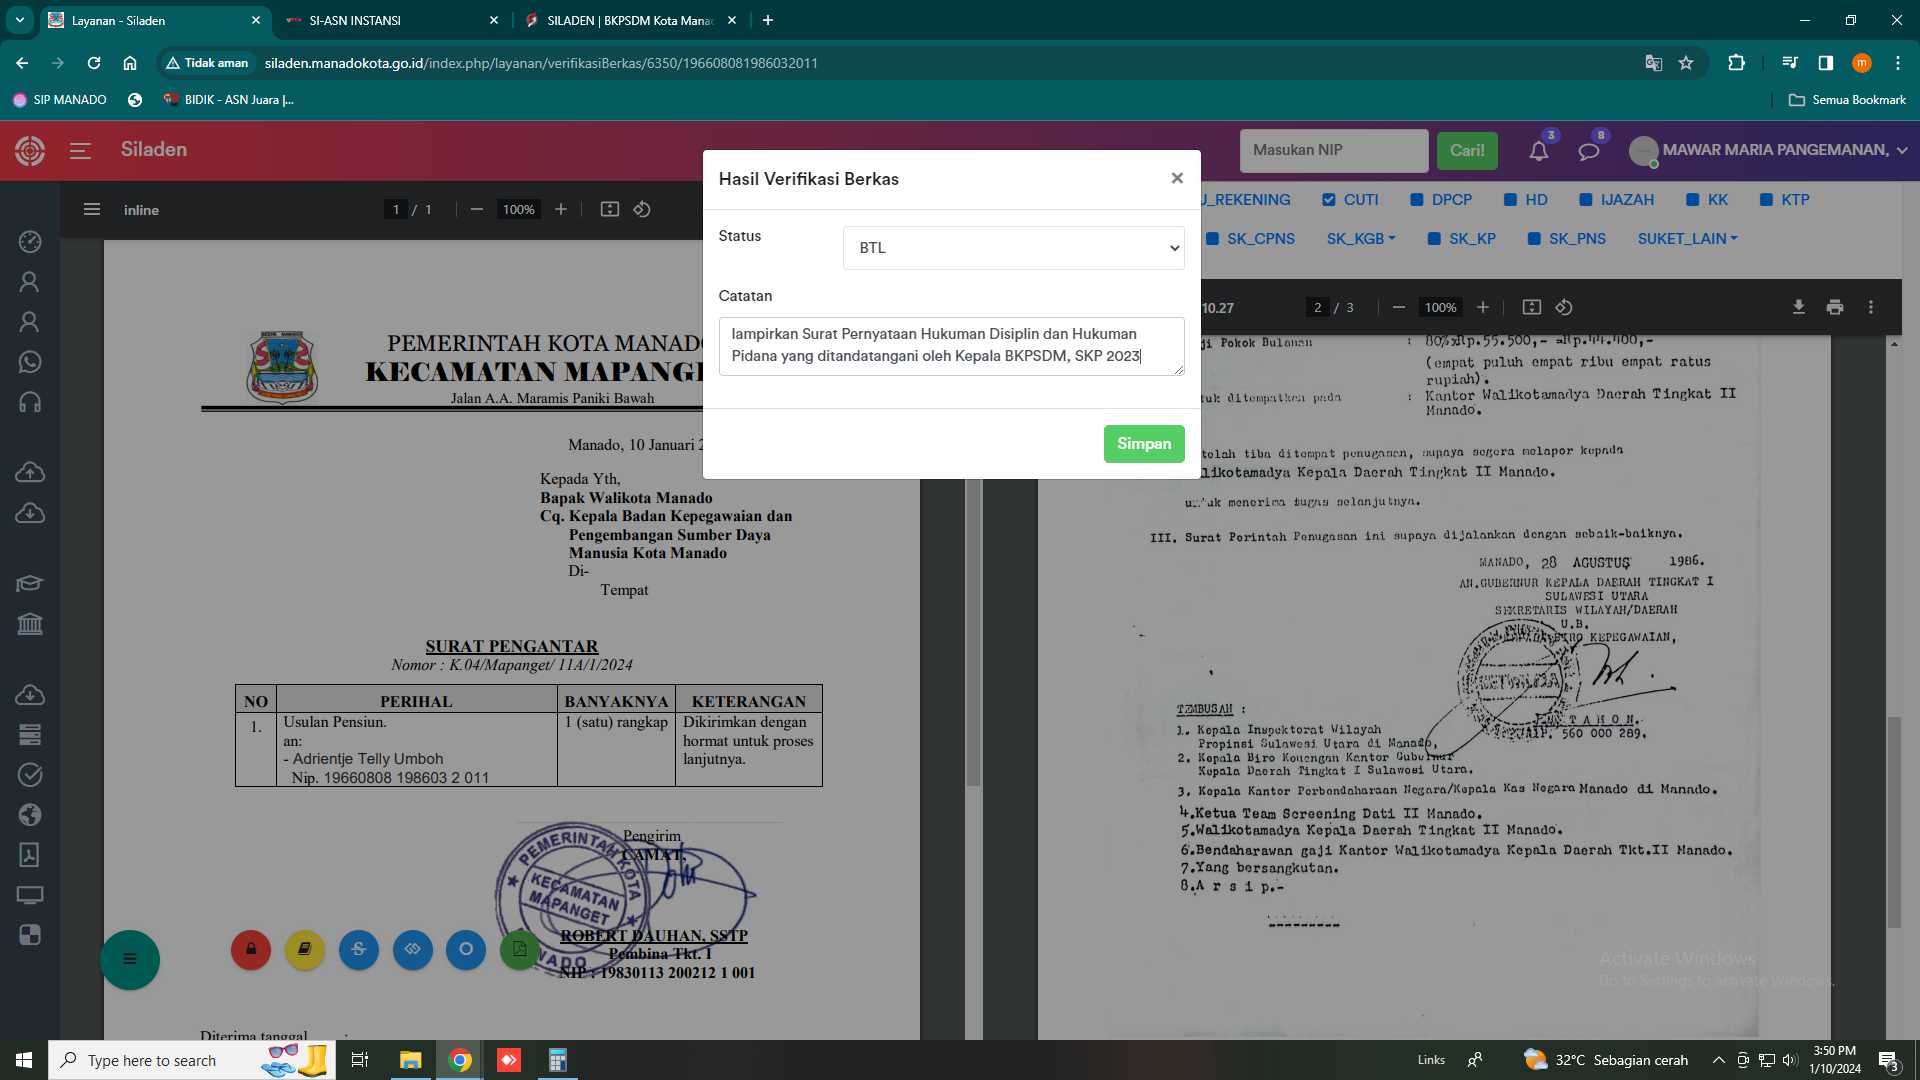 Layanan - Siladen
SI-ASN INSTANSI
SILADEN | BKPSDM Kota Mana
Tidak aman
siladen.manadokota.go.id/index.php/layanan/verifikasiBerkas/6350/196608081986032011
SIP MANADO
BIDIK - ASN Juara |...
Semua Bookmark
Siladen
Masukan NIP
Cari!
3
8
MAWAR MARIA PANGEMANAN,
inline
1 / 1
100%
Hasil Verifikasi Berkas
Status
BTL
Catatan
lampirkan Surat Pernyataan Hukuman Disiplin dan Hukuman
Pidana yang ditandatangani oleh Kepala BKPSDM, SKP 2023
Simpan
J_REKENING
CUTI
DPCP
HD
IJAZAH
KK
KTP
SK_CPNS
SK_KGB
SK_KP
SK_PNS
SUKET_LAIN
10.27
2 / 3
100%
PEMERINTAH KOTA MANADO
KECAMATAN MAPANG
Jalan A.A. Maramis Paniki Bawah
Manado, 10 Januari 2
Kepada Yth,
Bapak Walikota Manado
Cq. Kepala Badan Kepegawaian dan
Pengembangan Sumber Daya
Manusia Kota Manado
Di-
Tempat
SURAT PENGANTAR
Nomor : K.04/Mapanget/ 11A/1/2024
NO PERIHAL BANYAKNYA KETERANGAN
1. Usulan Pensiun. 1 (satu) rangkap Dikirimkan dengan
an: hormat untuk proses
- Adrientje Telly Umboh lanjutnya.
Nip. 19660808 198603 2 011
Pengirim
CAMAT,
PEMERINTAH KOTA
KECAMATAN
MAPANGET
ROBERT DAUHAN, SSTP
Pembina Tkt. I
NIP : 19830113 200212 1 001
Diterima tanggal :
ji Pokok Bulanan : 80%xRp.55.500,- =Rp.44.400,-
(empat puluh empat ribu empat ratus
rupiah).
tuk ditempatkan pada : Kantor Walikotamadya Daerah Tingkat II
Manado.
telah tiba ditempat penugasan, supaya segera melapor kepada
alikotamadya Kepala Daerah Tingkat II Manado.
untuk menerima tugas selanjutnya.
III. Surat Perintah Penugasan ini supaya dijalankan dengan sebaik-baiknya.
MANADO, 28 AGUSTUS 1986.
AN.GUBERNUR KEPALA DAERAH TINGKAT I
SULAWESI UTARA
SEKRETARIS WILAYAH/DAERAH
U.B.
KEPALA BIRO KEPEGAWAIAN,
NIP. 560 000 289.
TEMBUSAN :
1. Kepala Inspektorat Wilayah
Propinsi Sulawesi Utara di Manado,
2. Kepala Biro Keuangan Kantor Gubernur
Kepala Daerah Tingkat I Sulawesi Utara.
3. Kepala Kantor Perbendaharaan Negara/Kepala Kas Negara Manado di Manado.
4.Ketua Team Screening Dati II Manado.
5.Walikotamadya Kepala Daerah Tingkat II Manado.
6.Bendaharawan gaji Kantor Walikotamadya Kepala Daerah Tkt.II Manado.
7.Yang bersangkutan.
8.A r s i p.-
Activate Windows
Go to Settings to activate Windows.
Type here to search
Links
32°C Sebagian cerah
3:50 PM
1/10/2024
3